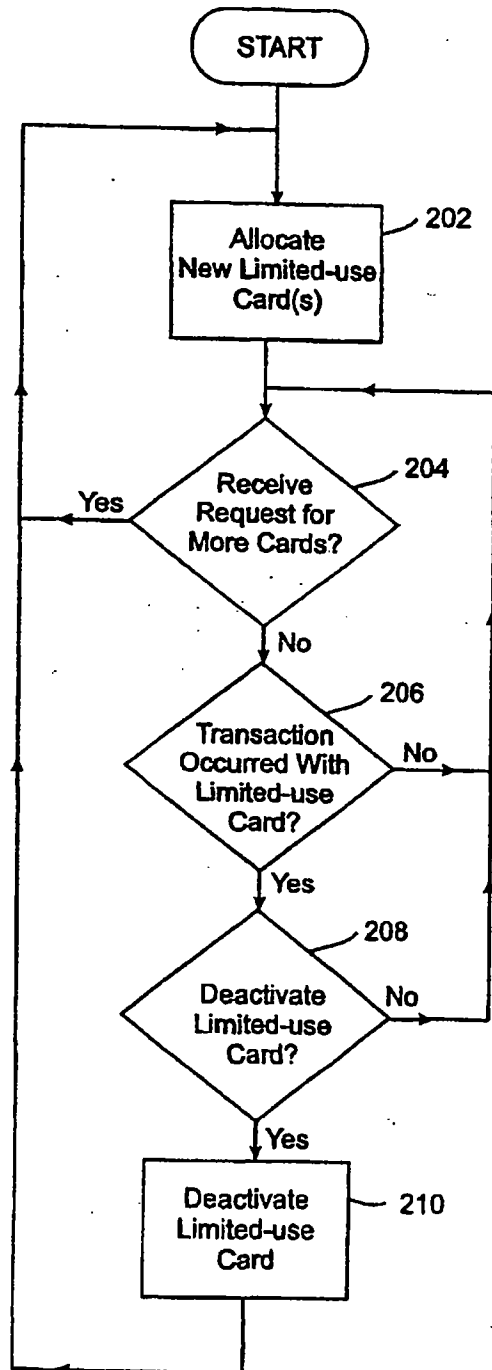 START
202
Allocate
New Limited-use
Card(s)
204
Yes
Receive
Request for
More Cards?
No
206
Transaction
Occurred With
Limited-use
Card?
No
Yes
208
Deactivate
Limited-use
Card?
No
Yes
Deactivate
Limited-use
Card
210